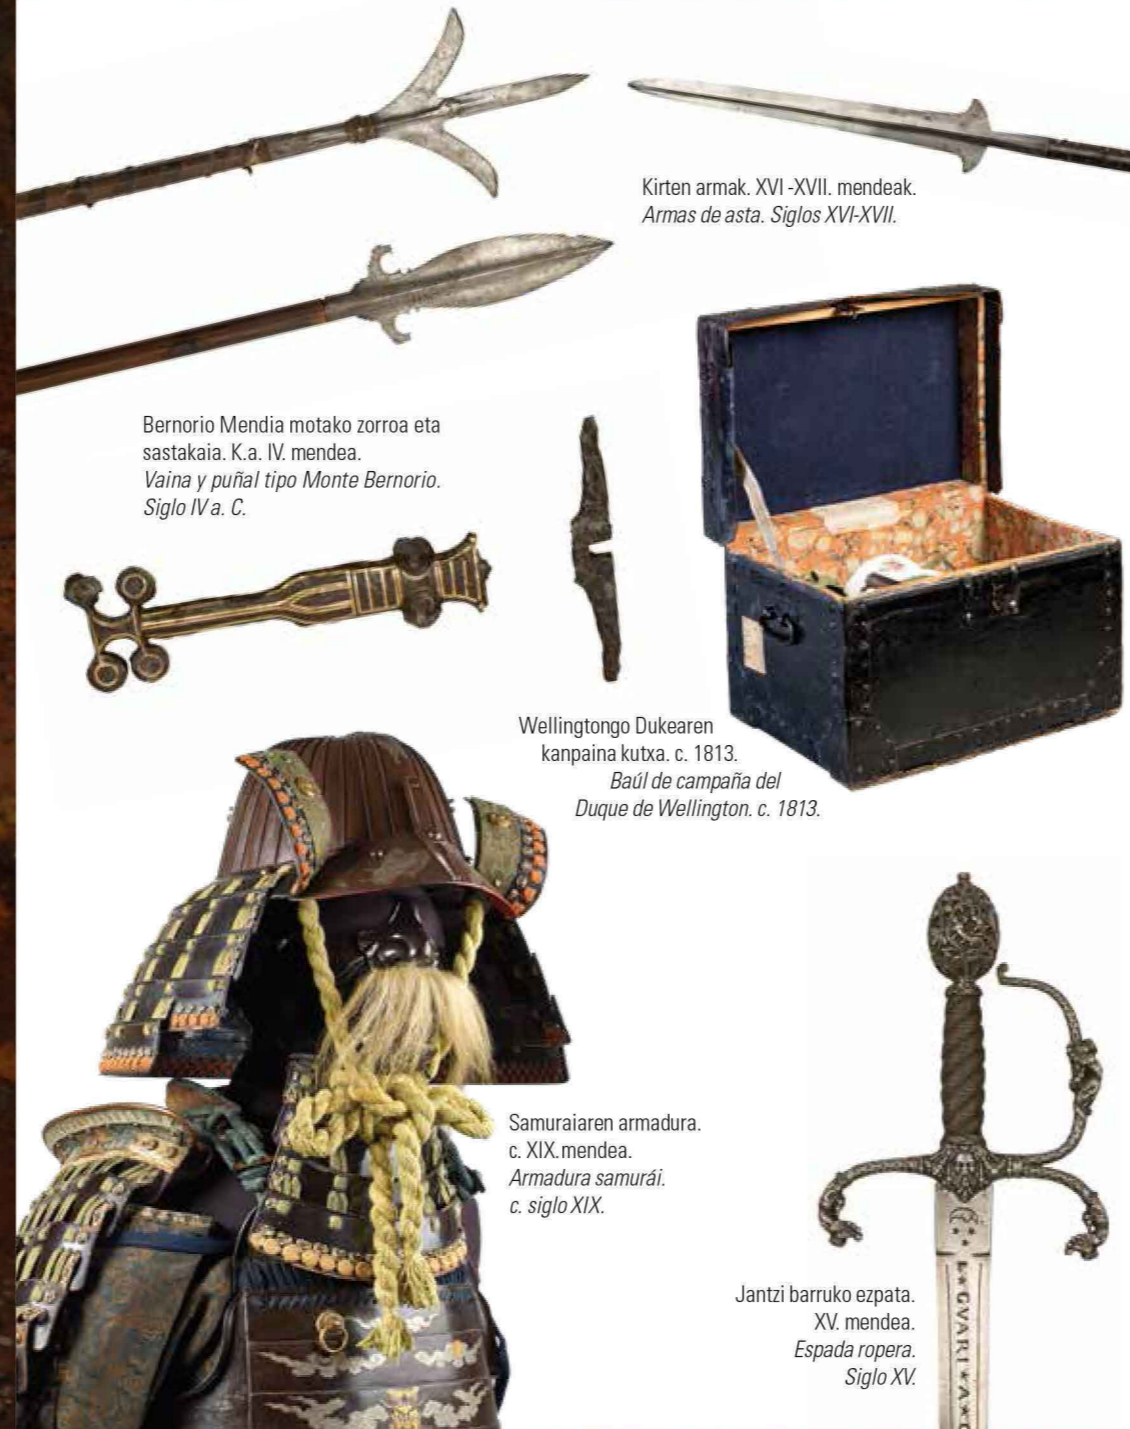 Kirten armak. XVI -XVII. mendeak.
Armas de asta. Siglos XVI-XVII.
Bernorio Mendia motako zorroa eta
sastakaia. K.a. IV. mendea.
Vaina y puñal tipo Monte Bernorio.
Siglo IV a. C.
Wellingtongo Dukearen
kanpaina kutxa. c. 1813.
Baúl de campaña del
Duque de Wellington. c. 1813.
Samuraiaren armadura.
c. XIX.mendea.
Armadura samurái.
c. siglo XIX.
Jantzi barruko ezpata.
XV. mendea.
Espada ropera.
Siglo XV.
GVARI * A *